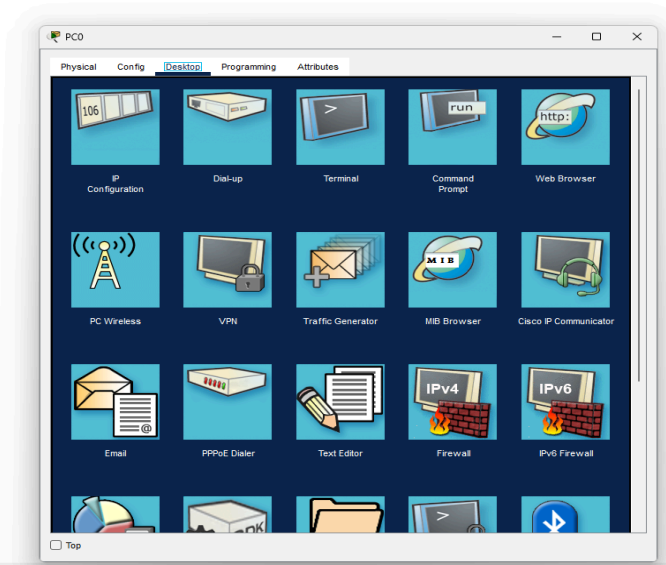 PC0
Physical Config Desktop Programming Attributes
106
>
run
http:
IP
Configuration
Dial-up
Terminal
Command
Prompt
Web Browser
MIB
PC Wireless
VPN
Traffic Generator
MIB Browser
Cisco IP Communicator
@
IPv4
IPv6
Email
PPPoE Dialer
Text Editor
Firewall
IPv6 Firewall
>
Top